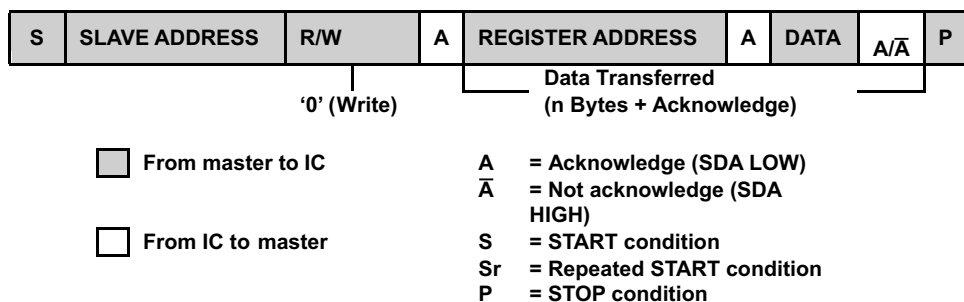 S SLAVE ADDRESS R/W A REGISTER ADDRESS A DATA A/A̅ P
‘0’ (Write)
Data Transferred
(n Bytes + Acknowledge)
From master to IC
From IC to master
A = Acknowledge (SDA LOW)
A̅ = Not acknowledge (SDA
HIGH)
S = START condition
Sr = Repeated START condition
P = STOP condition